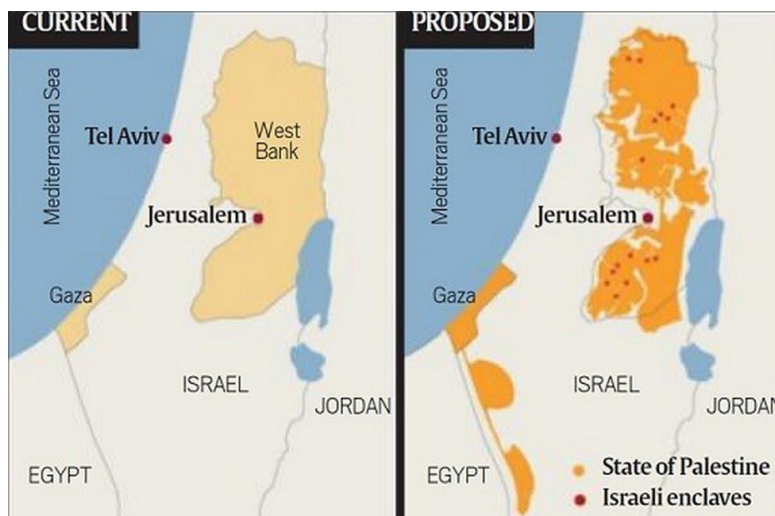 CURRENT
Mediterranean Sea
Tel Aviv
West
Bank
Jerusalem
Gaza
ISRAEL
JORDAN
EGYPT
PROPOSED
Mediterranean Sea
Tel Aviv
Jerusalem
Gaza
ISRAEL
JORDAN
EGYPT
State of Palestine
Israeli enclaves